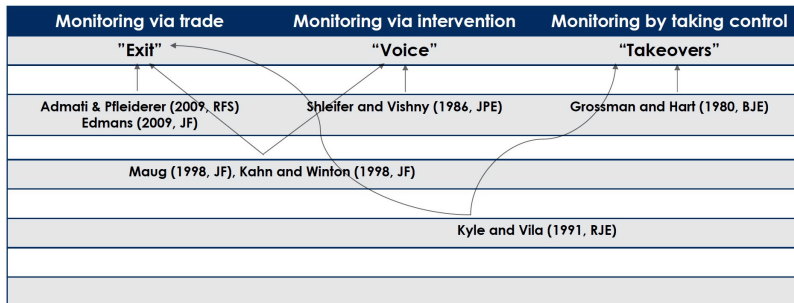 Monitoring via trade
Monitoring via intervention
Monitoring by taking control
”Exit”
“Voice”
“Takeovers”
Admati & Pfleiderer (2009, RFS)
Edmans (2009, JF)
Shleifer and Vishny (1986, JPE)
Grossman and Hart (1980, BJE)
Maug (1998, JF), Kahn and Winton (1998, JF)
Kyle and Vila (1991, RJE)